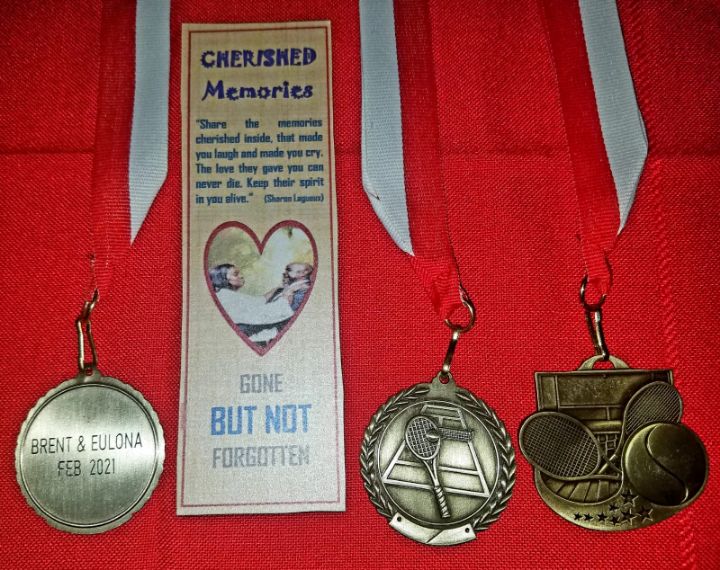 CHERISHED
Memories
"Share the memories
cherished inside, that made
you laugh and made you cry.
The love they gave you can
never die. Keep their spirit
in you alive." (Sharon Lagueux)
GONE
BUT NOT
FORGOTTEN
BRENT & EULONA
FEB 2021